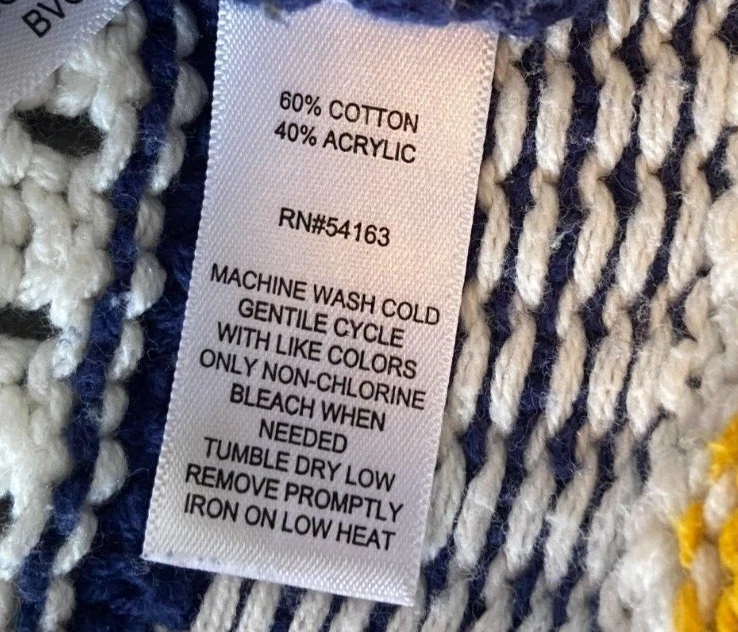 60% COTTON
40% ACRYLIC
RN#54163
MACHINE WASH COLD
GENTILE CYCLE
WITH LIKE COLORS
ONLY NON-CHLORINE
BLEACH WHEN
NEEDED
TUMBLE DRY LOW
REMOVE PROMPTLY
IRON ON LOW HEAT